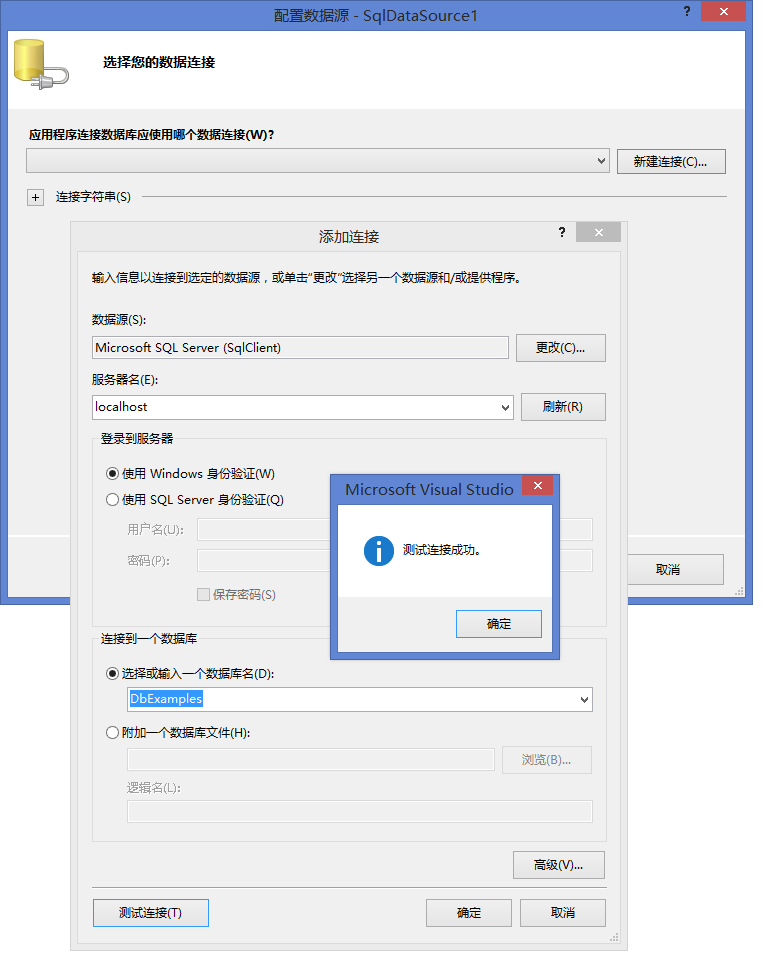 配置数据源 - SqlDataSource1
?
选择您的数据连接
应用程序连接数据库应使用哪个数据连接(W)?
新建连接(C)...
+ 连接字符串(S)
添加连接
?
输入信息以连接到选定的数据源，或单击“更改”选择另一个数据源和/或提供程序。
数据源(S):
Microsoft SQL Server (SqlClient)
更改(C)...
服务器名(E):
localhost
刷新(R)
登录到服务器
使用 Windows 身份验证(W)
使用 SQL Server 身份验证(Q)
用户名(U):
密码(P):
保存密码(S)
Microsoft Visual Studio
测试连接成功。
确定
取消
连接到一个数据库
选择或输入一个数据库名(D):
DbExamples
附加一个数据库文件(H):
浏览(B)...
逻辑名(L):
高级(V)...
测试连接(T)
确定
取消